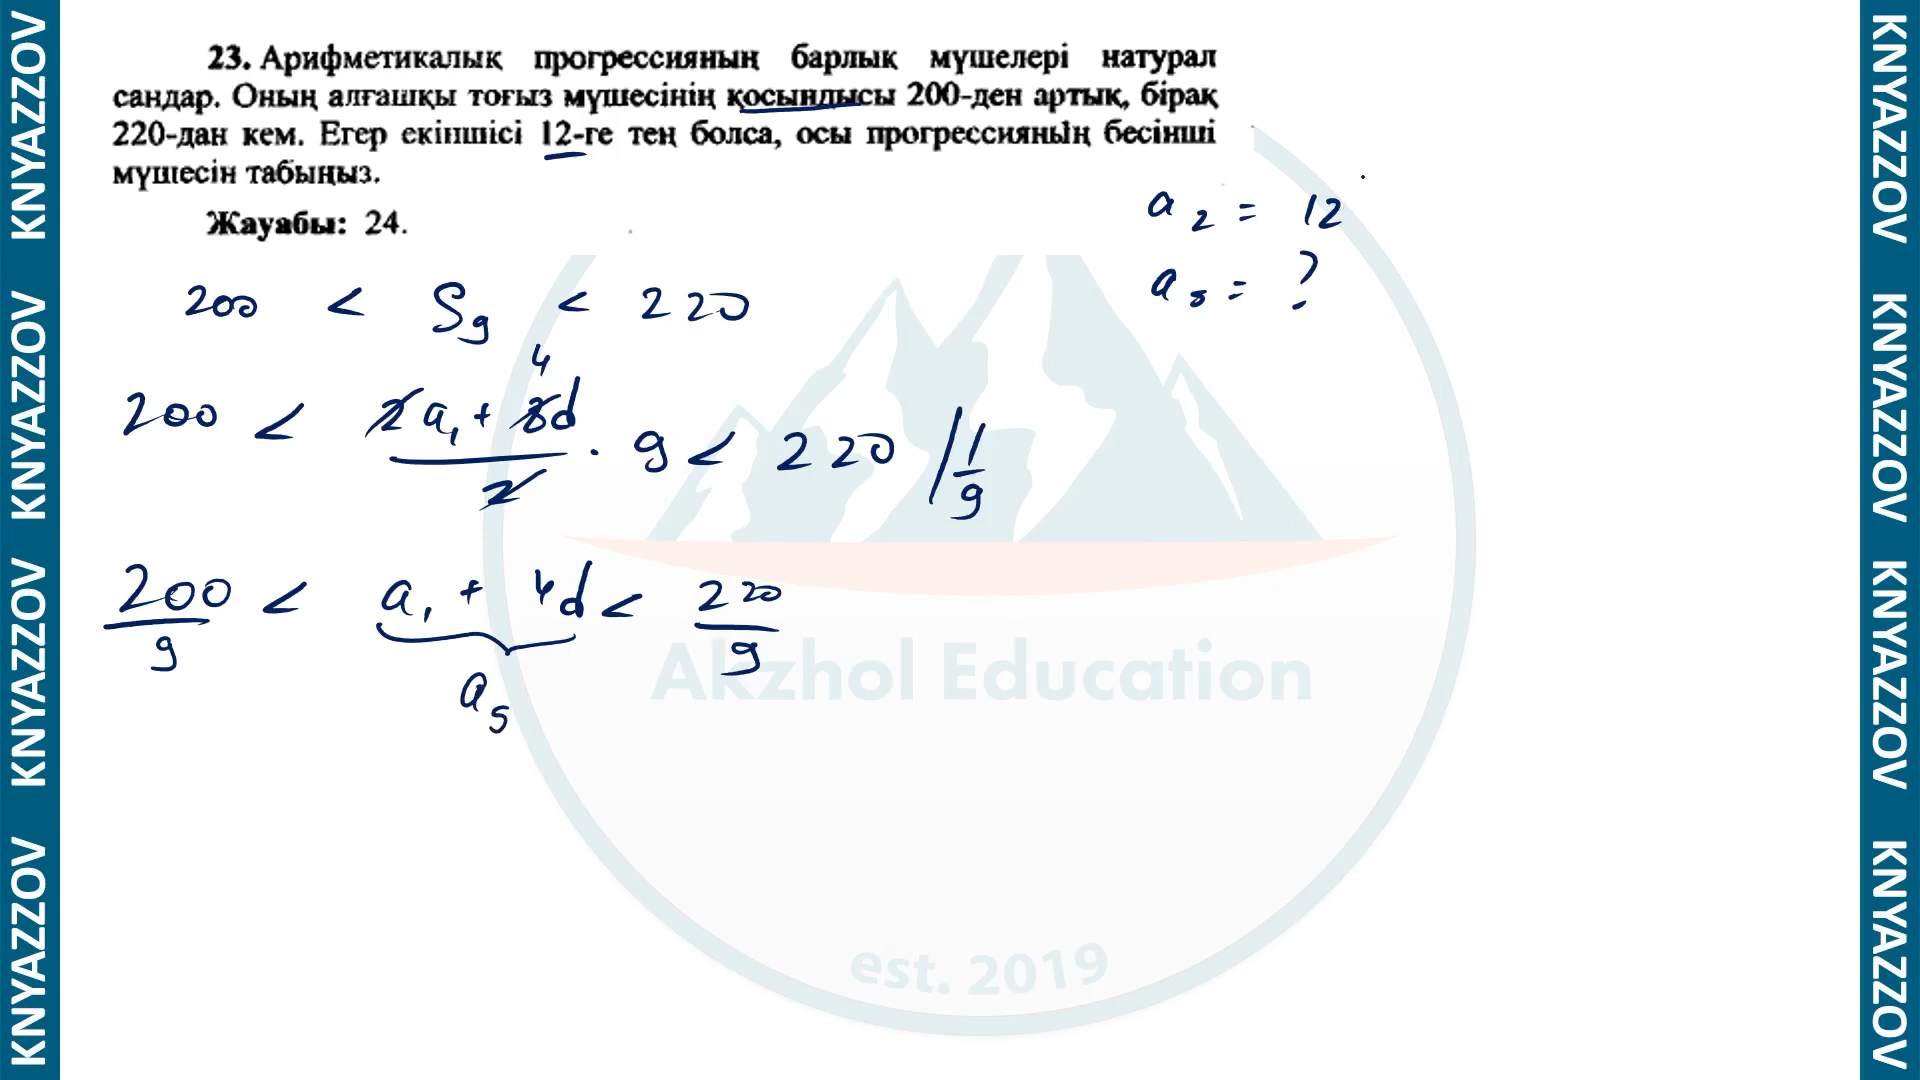 23. Арифметикалық прогрессияның барлық мүшелері натурал
сандар. Оның алғашқы тоғыз мүшесінің қосындысы 200-ден артық, бірақ
220-дан кем. Егер екіншісі 12-ге тең болса, осы прогрессияның бесінші
мүшесін табыңыз.
Жауабы: 24.
a₂ = 12
a₅ = ?
200 < S₉ < 220
4
200 < (2a₁ + 8d)/2 · 9 < 220 / 1/9
200/9 < a₁ + 4d < 220/9
a₅
Akzhol Education
est. 2019
KNYAZZOV KNYAZZOV KNYAZZOV KNYAZZOV
KNYAZZOV KNYAZZOV KNYAZZOV KNYAZZOV